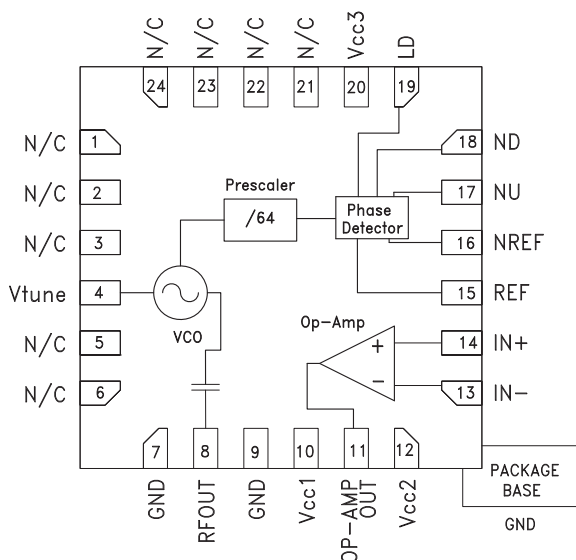 N/C
N/C
N/C
N/C
Vcc3
LD
24
23
22
21
20
19
N/C 1
18 ND
N/C 2
17 NU
Prescaler
/64
Phase
Detector
N/C 3
16 NREF
Vtune 4
15 REF
VCO
Op-Amp
N/C 5
+
14 IN+
N/C 6
−
13 IN-
7
8
9
10
11
12
GND
RFOUT
GND
Vcc1
OP-AMP
OUT
Vcc2
PACKAGE
BASE
GND